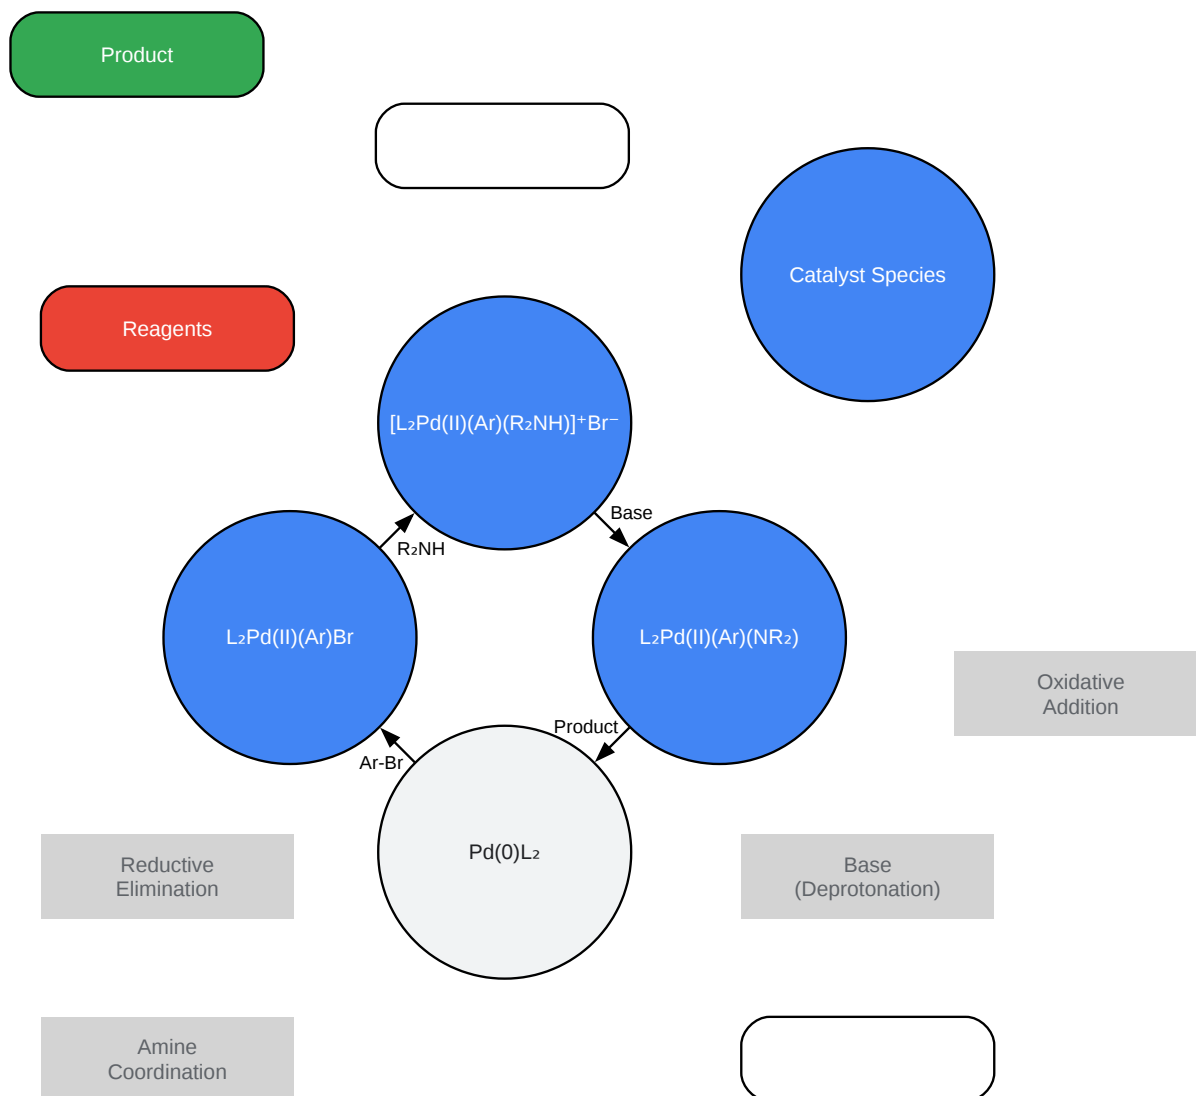 Product
Catalyst Species
Reagents
[L₂Pd(II)(Ar)(R₂NH)]⁺Br⁻
Base
R₂NH
L₂Pd(II)(Ar)Br
L₂Pd(II)(Ar)(NR₂)
Oxidative
Addition
Product
Ar-Br
Pd(0)L₂
Reductive
Elimination
Base
(Deprotonation)
Amine
Coordination